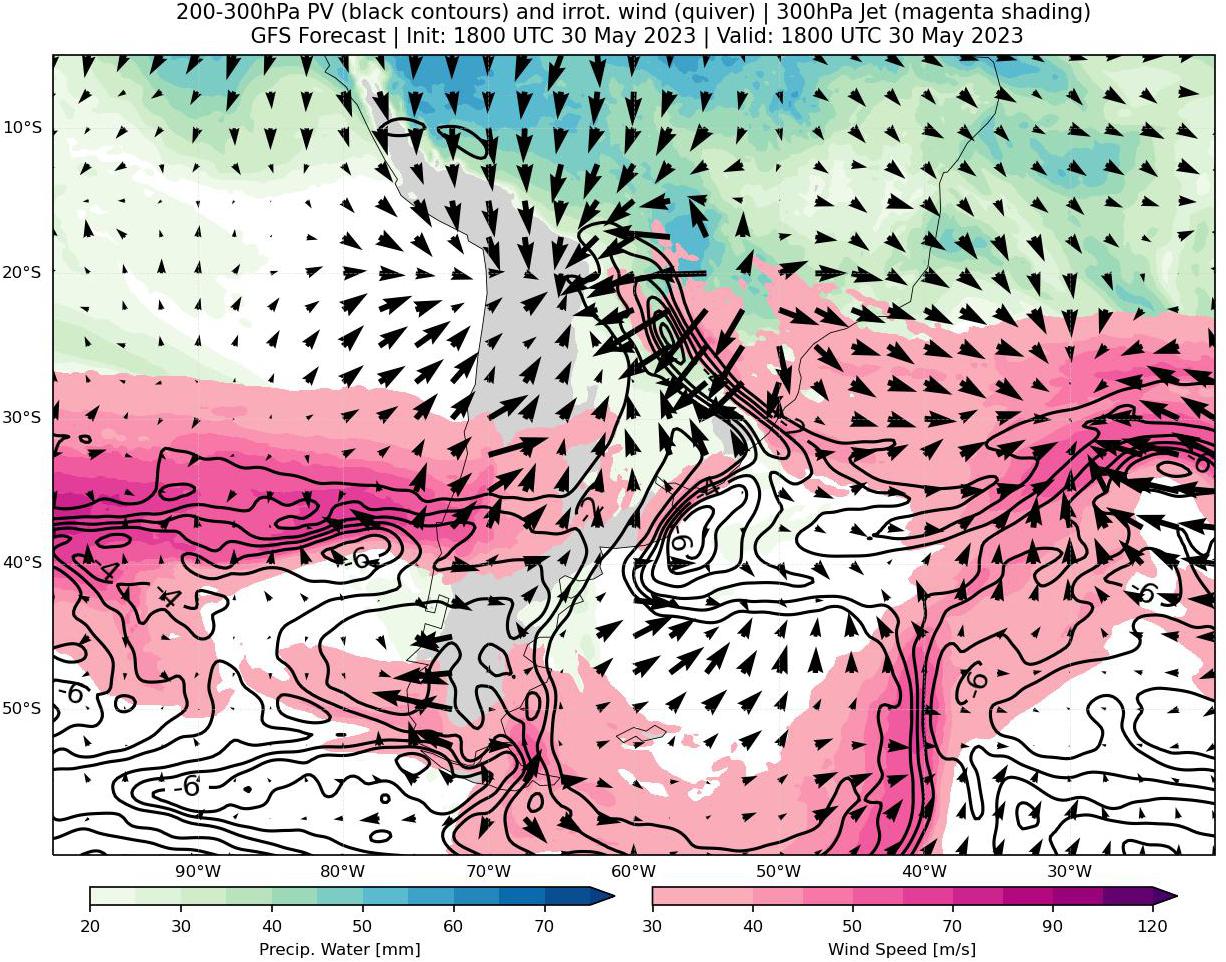 200-300hPa PV (black contours) and irrot. wind (quiver) | 300hPa Jet (magenta shading)
GFS Forecast | Init: 1800 UTC 30 May 2023 | Valid: 1800 UTC 30 May 2023
10°S
20°S
30°S
40°S
50°S
-6
-6
-4
4
-6
-6
-6
-6
90°W 80°W 70°W 60°W 50°W 40°W 30°W
20 30 40 50 60 70
30 40 50 70 90 120
Precip. Water [mm]
Wind Speed [m/s]